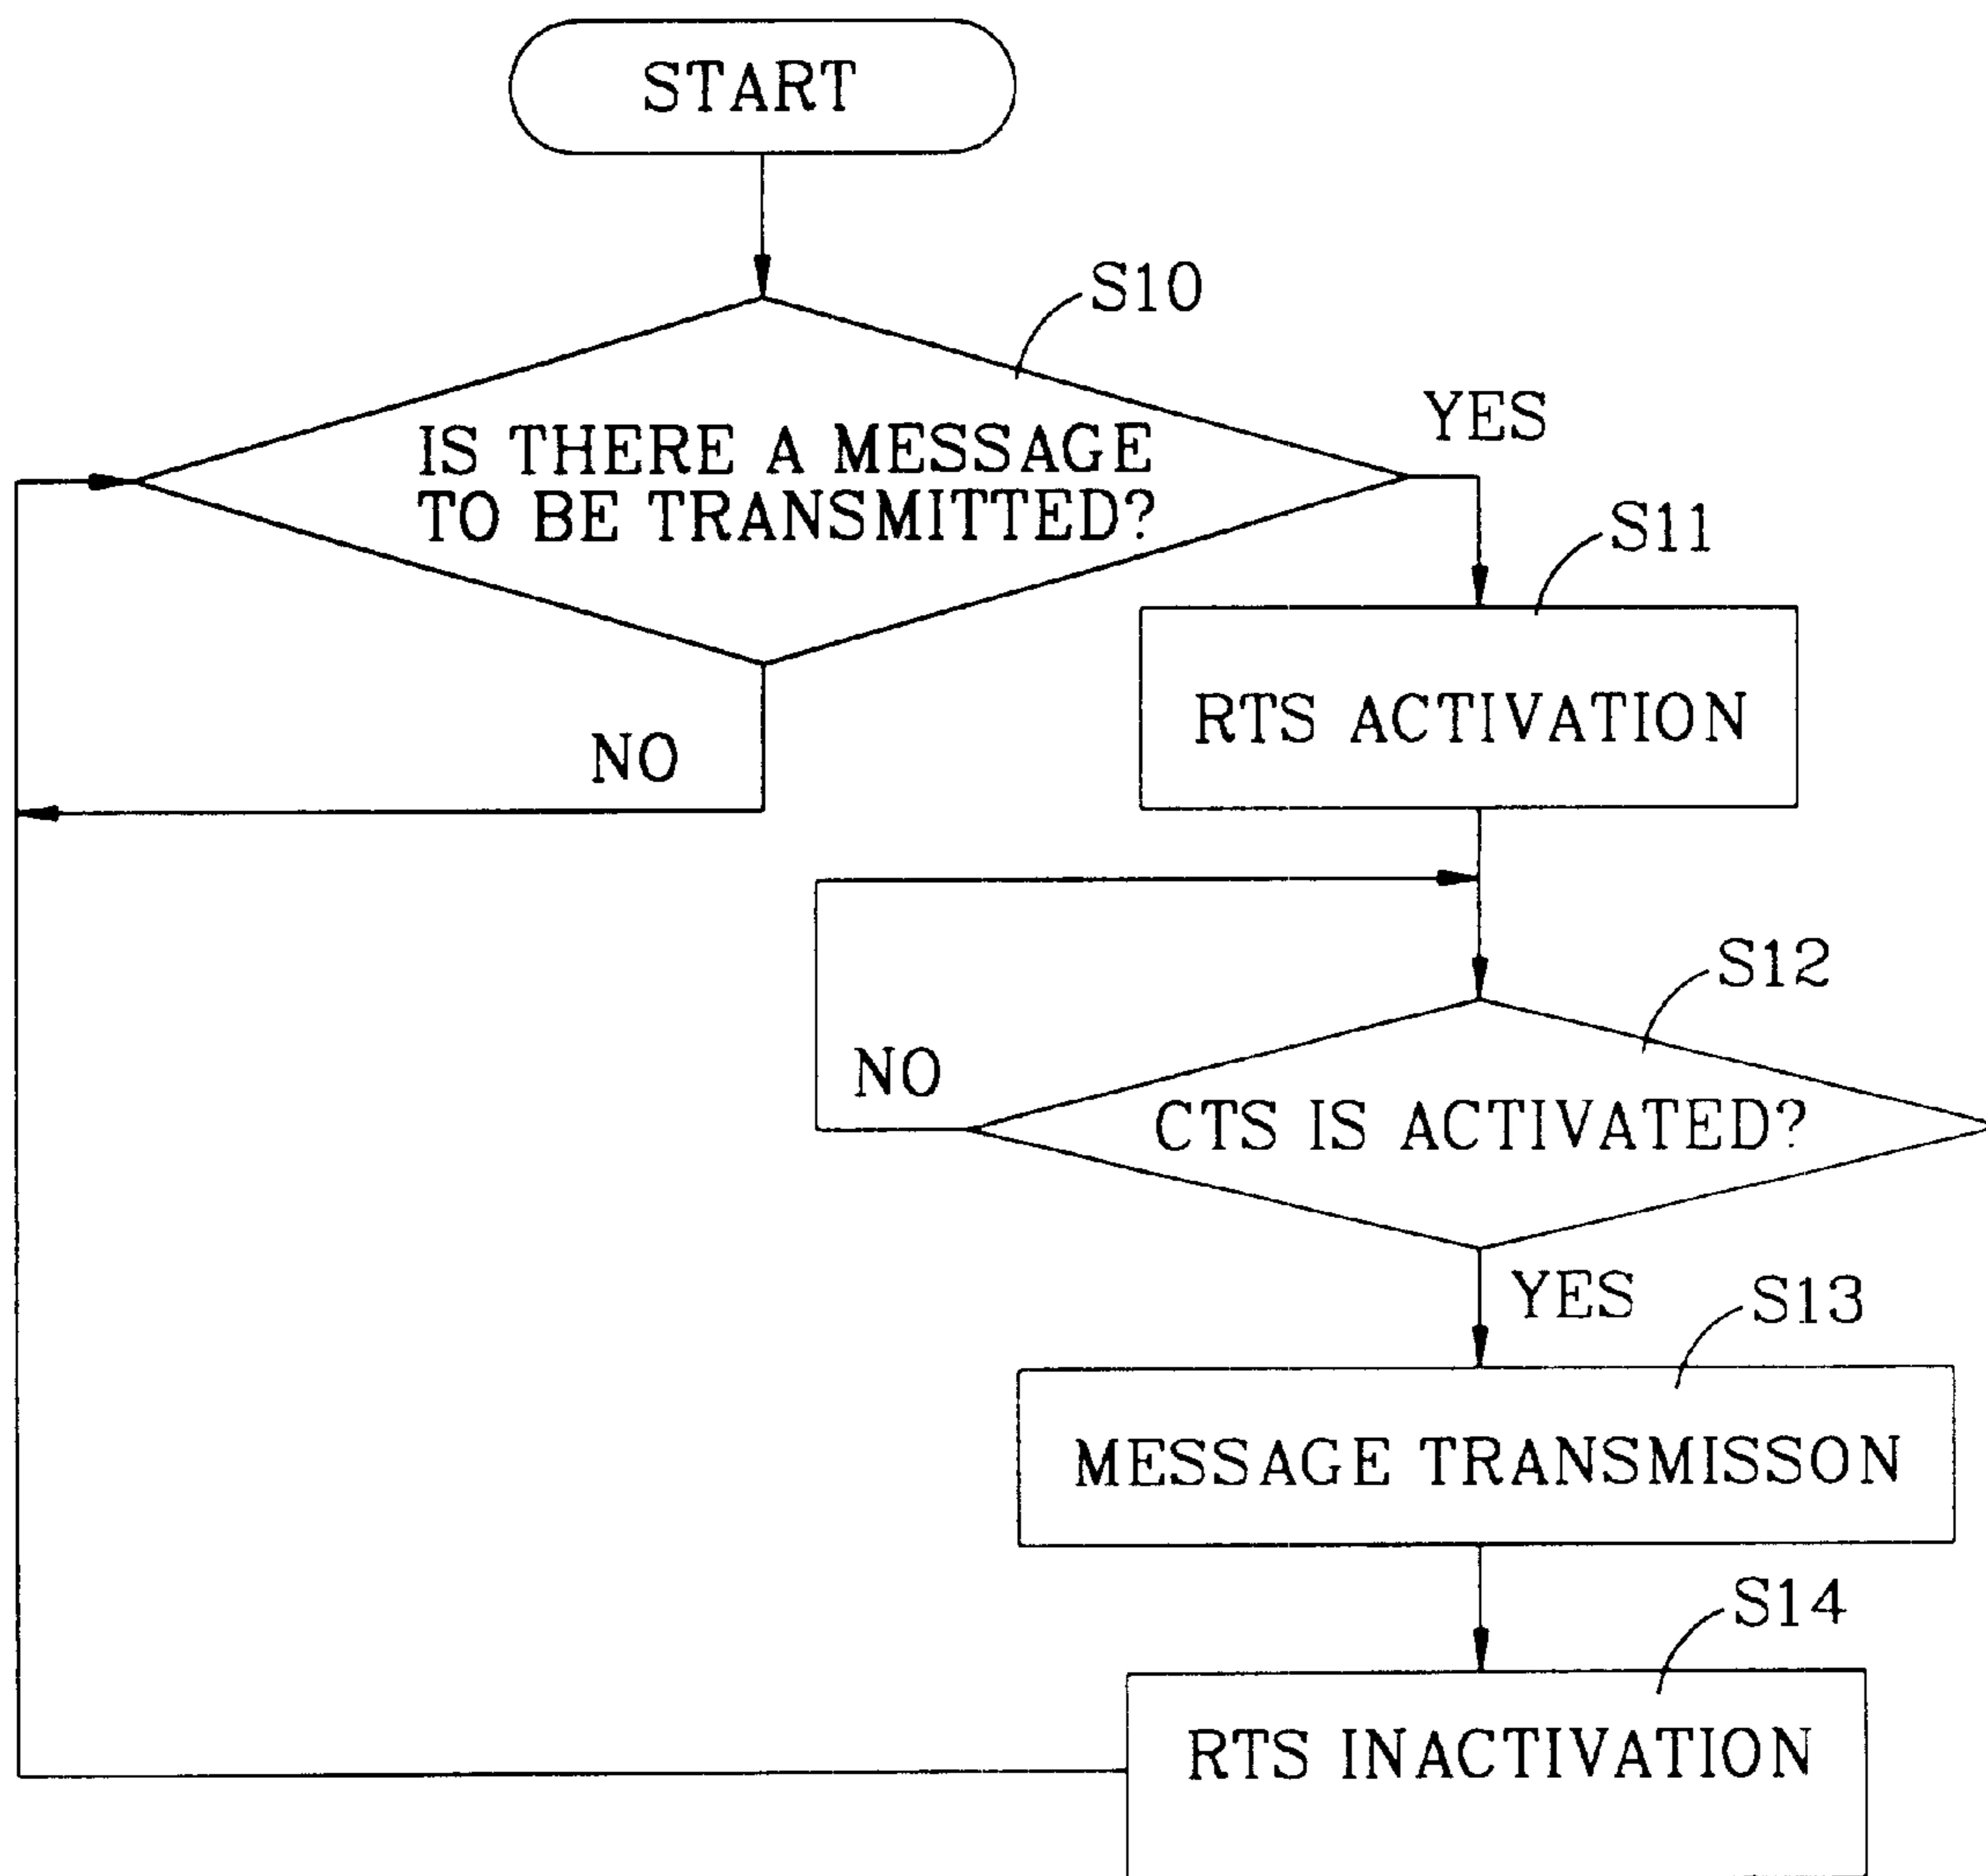 START
S10
YES
IS THERE A MESSAGE
TO BE TRANSMITTED?
S11
RTS ACTIVATION
NO
S12
NO
CTS IS ACTIVATED?
YES
S13
MESSAGE TRANSMISSON
S14
RTS INACTIVATION